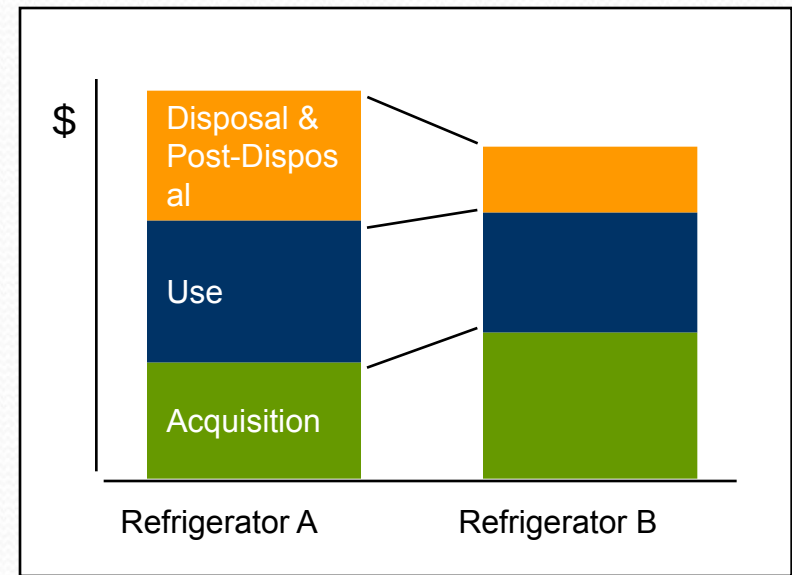 $
Disposal &
Post-Dispos
al
Use
Acquisition
Refrigerator A
Refrigerator B